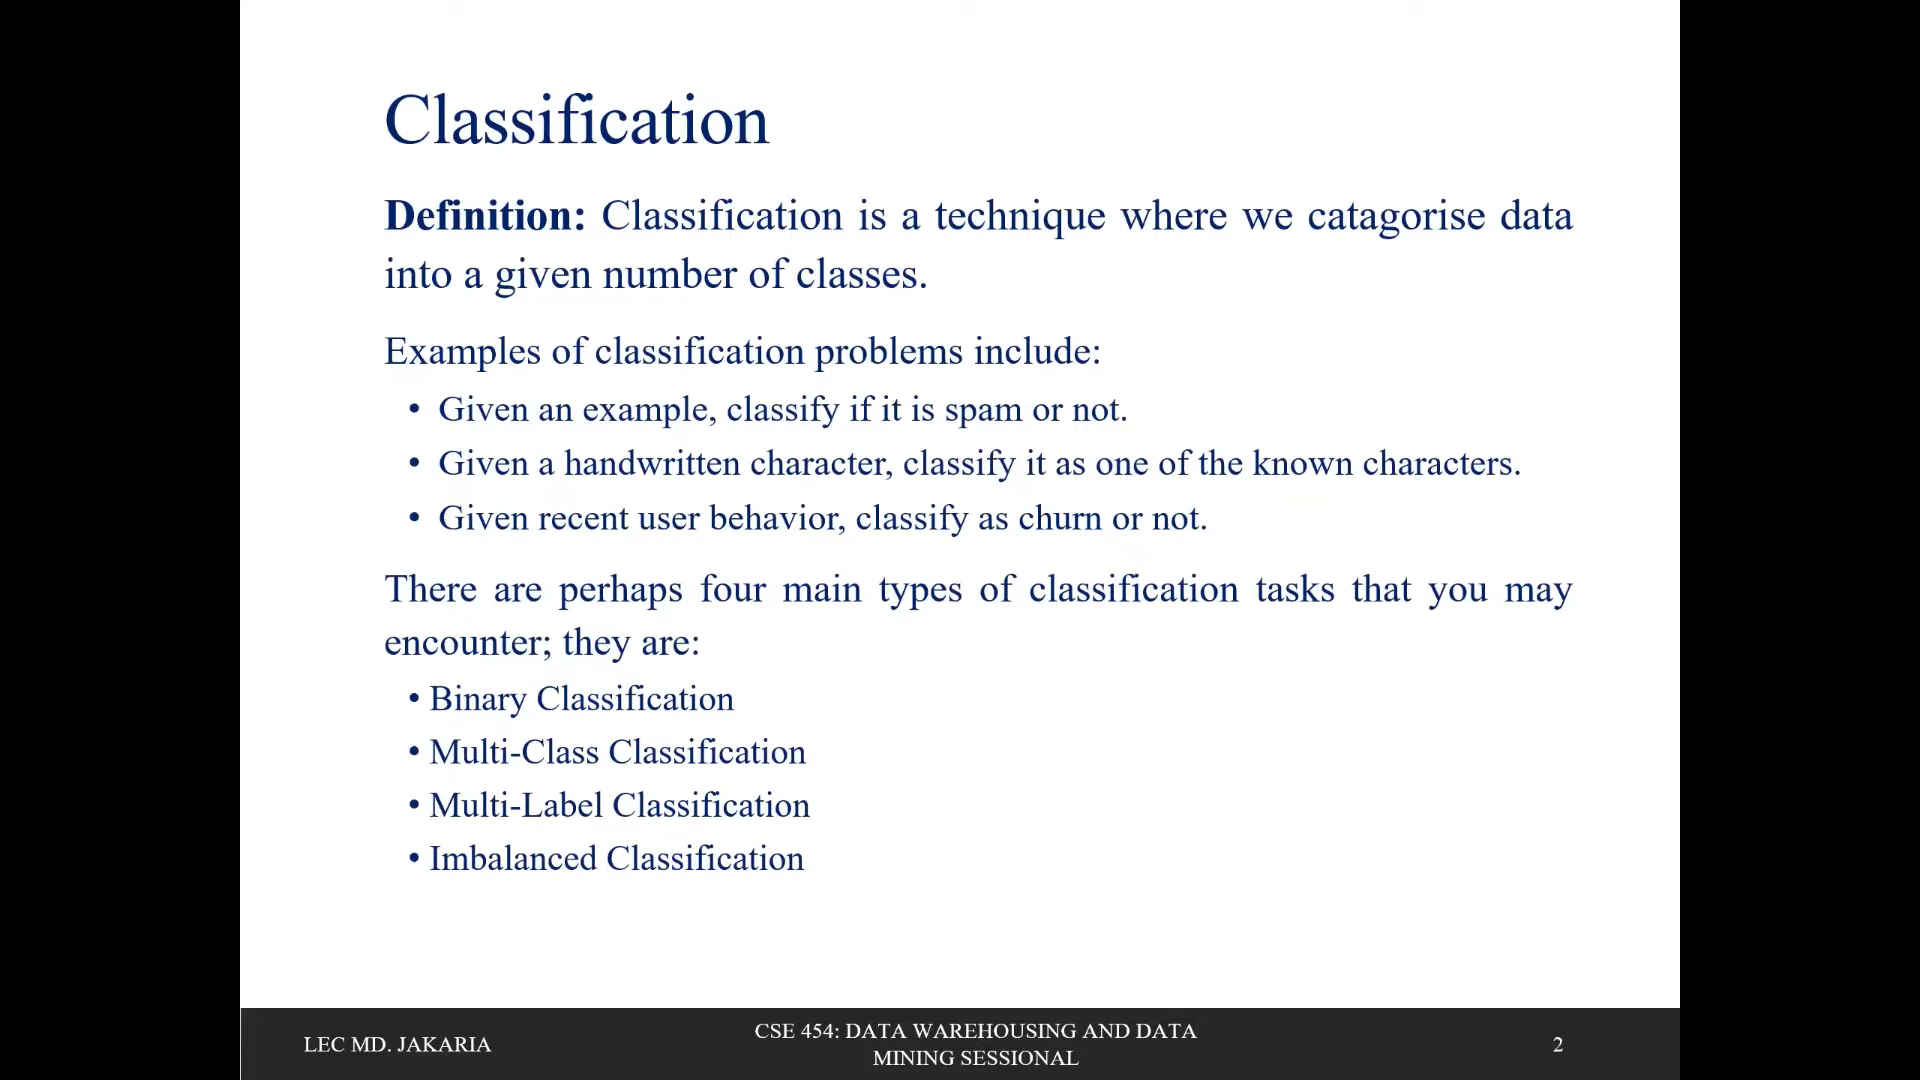 Classification
Definition: Classification is a technique where we catagorise data
into a given number of classes.
Examples of classification problems include:
• Given an example, classify if it is spam or not.
• Given a handwritten character, classify it as one of the known characters.
• Given recent user behavior, classify as churn or not.
There are perhaps four main types of classification tasks that you may
encounter; they are:
• Binary Classification
• Multi-Class Classification
• Multi-Label Classification
• Imbalanced Classification
LEC MD. JAKARIA
CSE 454: DATA WAREHOUSING AND DATA
MINING SESSIONAL
2